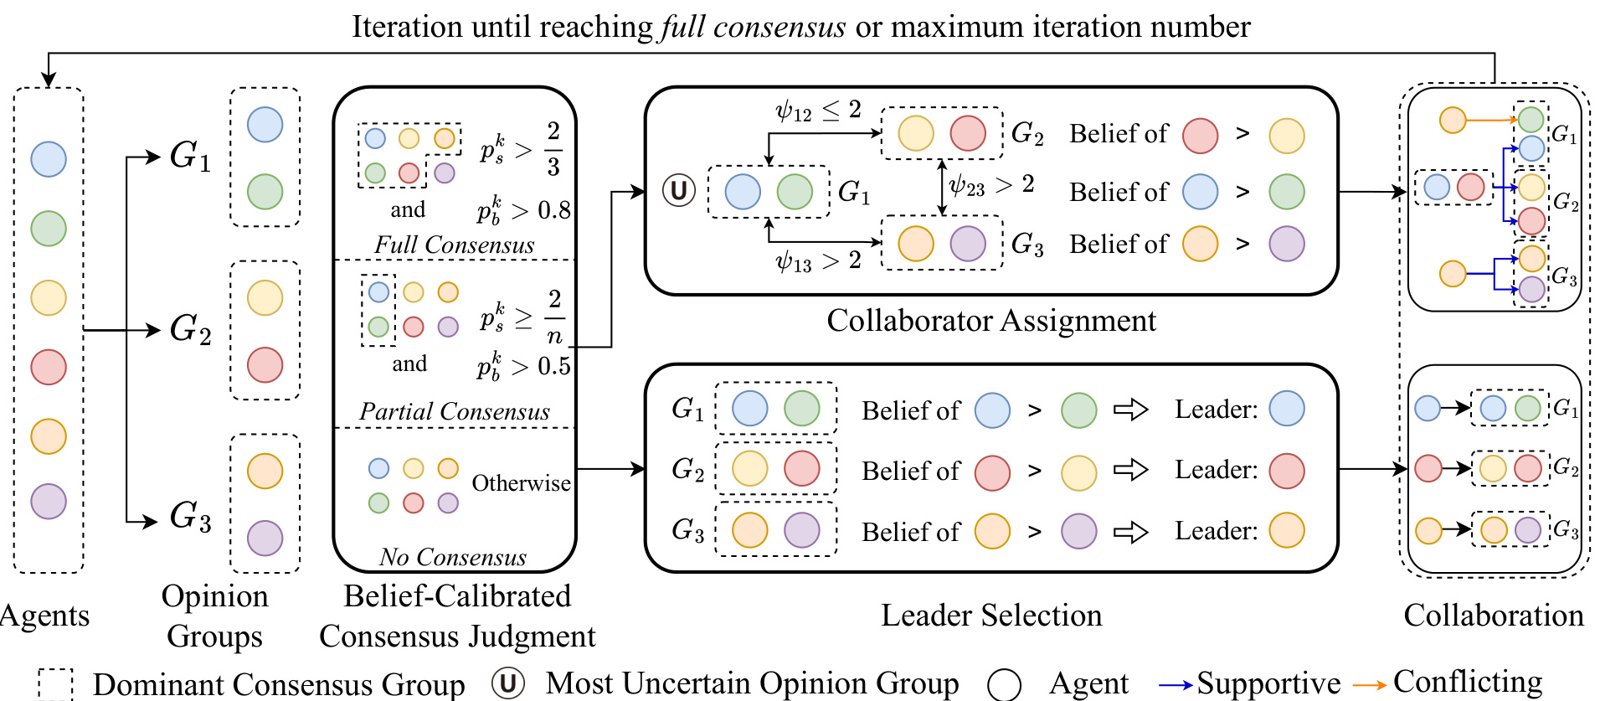 Iteration until reaching full consensus or maximum iteration number
G₁
G₂
G₃
p_s^k > 2/3
and
p_b^k > 0.8
Full Consensus
p_s^k ≥ 2/n
and
p_b^k > 0.5
Partial Consensus
Otherwise
No Consensus
ψ₁₂ ≤ 2
G₂
Belief of >
U
G₁
ψ₂₃ > 2
Belief of >
ψ₁₃ > 2
G₃
Belief of >
Collaborator Assignment
G₁ Belief of > Leader:
G₂ Belief of > Leader:
G₃ Belief of > Leader:
G₁
G₂
G₃
G₁
G₂
G₃
Agents
Opinion
Groups
Belief-Calibrated
Consensus Judgment
Leader Selection
Collaboration
Dominant Consensus Group U Most Uncertain Opinion Group Agent Supportive Conflicting